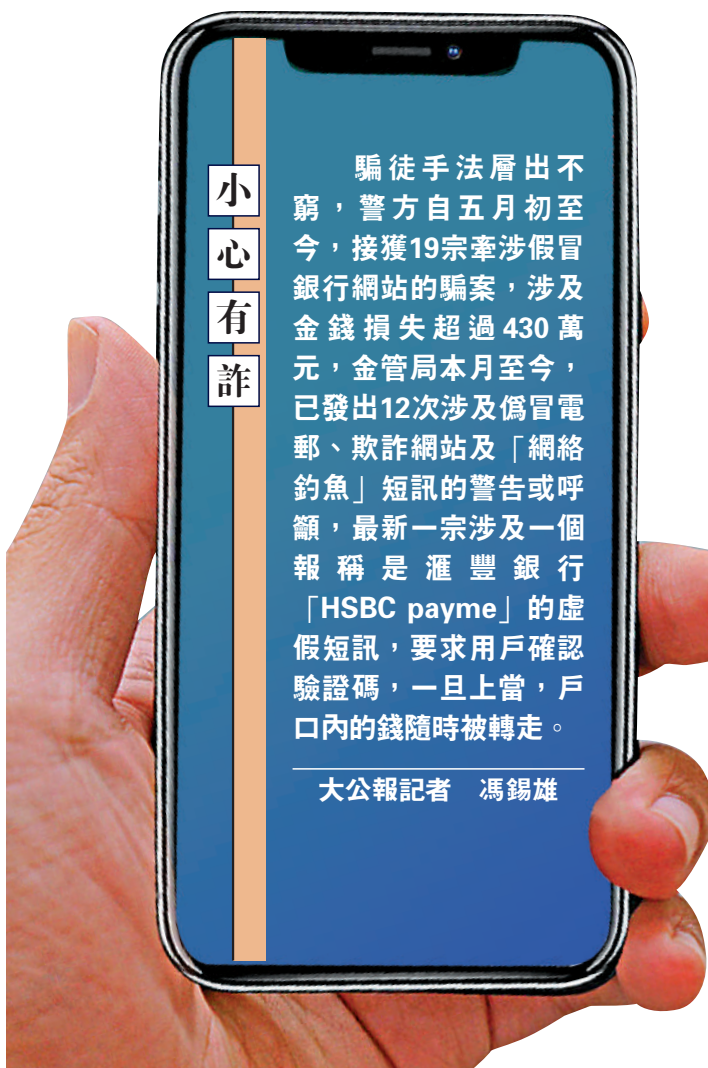 小心有詐
騙徒手法層出不
窮，警方自五月初至
今，接獲19宗牽涉假冒
銀行網站的騙案，涉及
金錢損失超過430萬
元，金管局本月至今，
已發出12次涉及偽冒電
郵、欺詐網站及「網絡
釣魚」短訊的警告或呼
籲，最新一宗涉及一個
報稱是滙豐銀行
「HSBC payme」的虛
假短訊，要求用戶確認
驗證碼，一旦上當，戶
口內的錢隨時被轉走。
大公報記者　馮錫雄